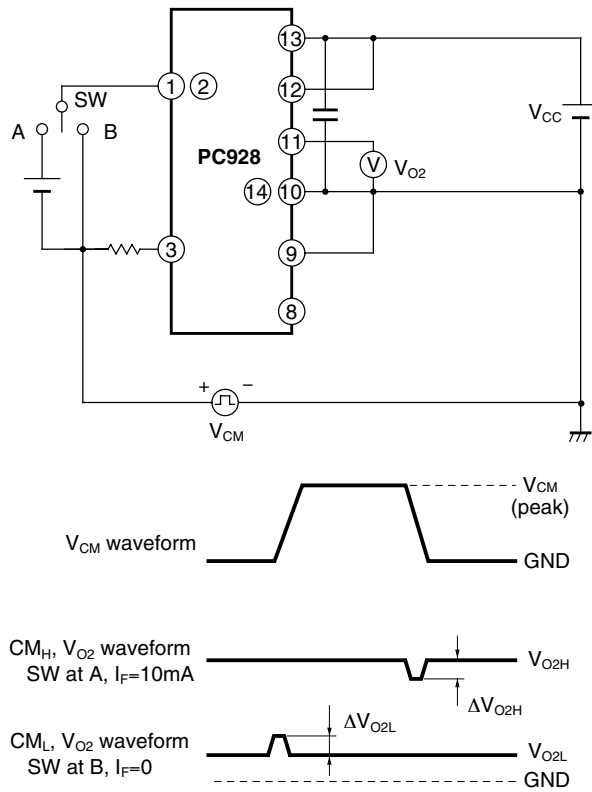 13
1 2
SW
12
V_CC
A B
11
PC928
V V_O2
14 10
3
9
8
+ −
V_CM
V_CM
(peak)
V_CM waveform
GND
CM_H, V_O2 waveform
V_O2H
SW at A, I_F=10mA
ΔV_O2H
ΔV_O2L
CM_L, V_O2 waveform
V_O2L
SW at B, I_F=0
GND